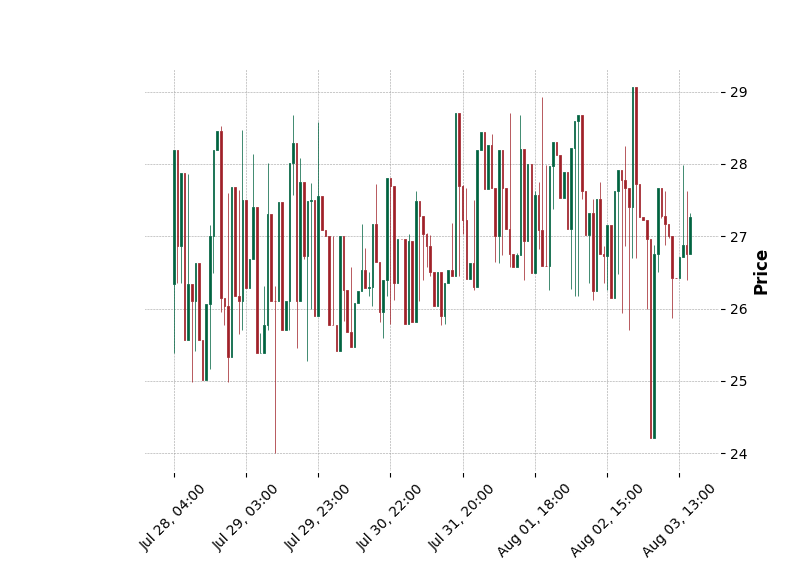 29
28
27
26
25
24
Price
Jul 28, 04:00
Jul 29, 03:00
Jul 29, 23:00
Jul 30, 22:00
Jul 31, 20:00
Aug 01, 18:00
Aug 02, 15:00
Aug 03, 13:00